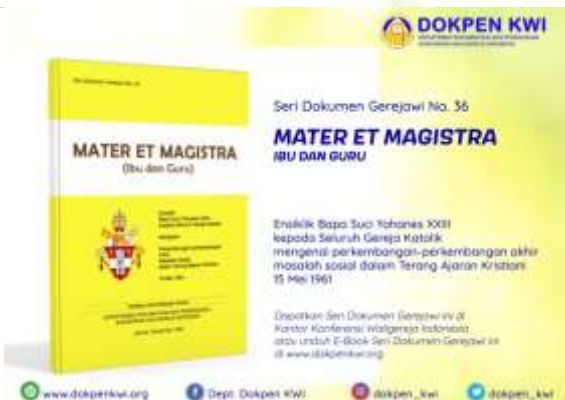 DOKPEN KWI
Seri Dokumen Gerejawi No. 36
MATER ET MAGISTRA
IBU DAN GURU
MATER ET MAGISTRA
(Ibu dan Guru)
Ensiklik Bapa Suci Yohanes XXIII
kepada Seluruh Gereja Katolik
mengenai perkembangan-perkembangan akhir
masalah sosial dalam Terang Ajaran Kristiani
15 Mei 1961
Dapatkan Seri Dokumen Gerejawi ini di
Kantor Konferensi Waligereja Indonesia
atau unduh E-Book Seri Dokumen Gerejawi ini
di www.dokpenkwi.org
www.dokpenkwi.org
Dept. Dokpen KWI
dokpen_kwi
dokpen_kwi